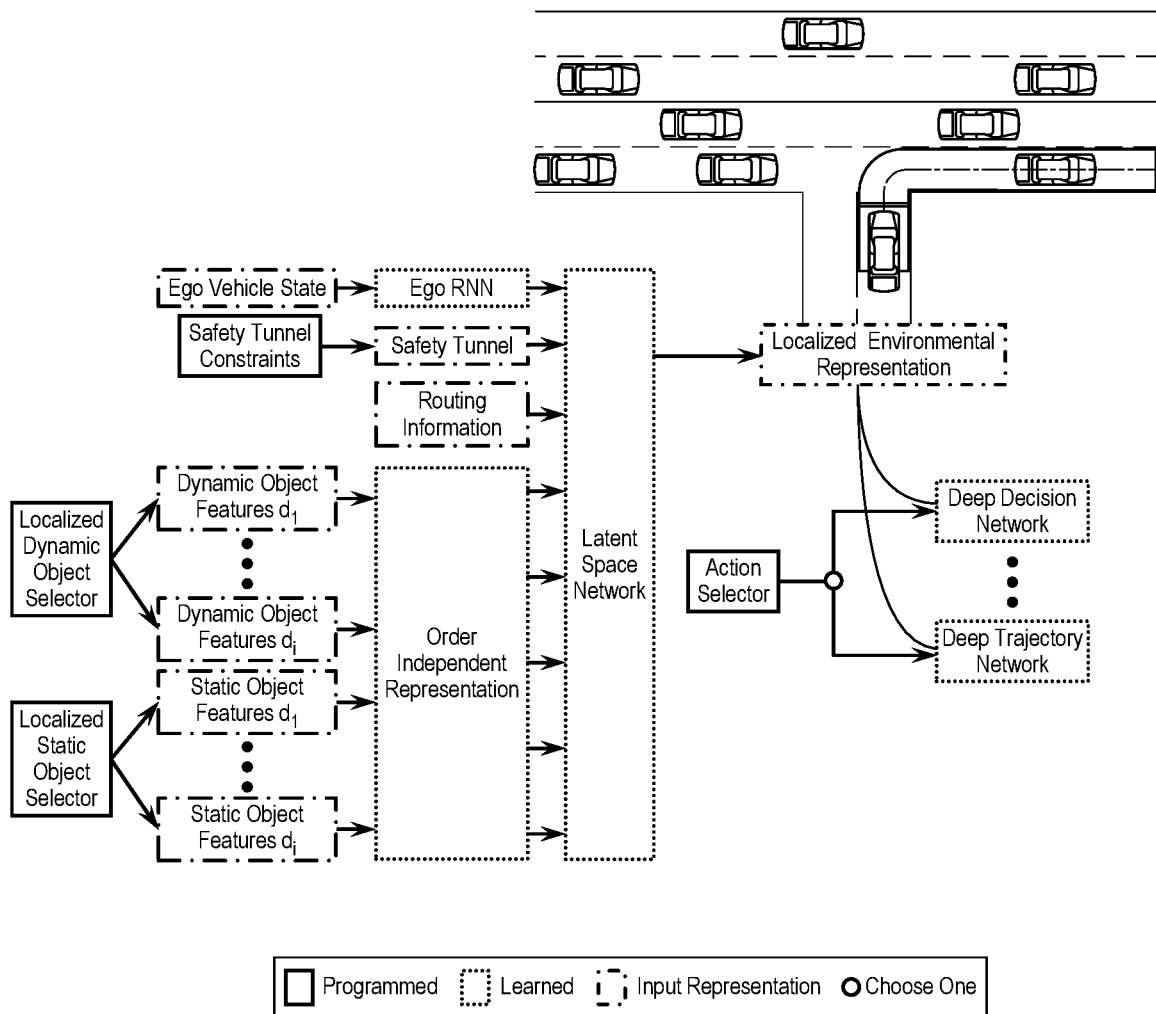 Ego Vehicle State
Ego RNN
Safety Tunnel
Constraints
Safety Tunnel
Localized Environmental
Representation
Routing
Information
Localized
Dynamic
Object
Selector
Dynamic Object
Features d1
Dynamic Object
Features di
Order
Independent
Representation
Latent
Space
Network
Action
Selector
Deep Decision
Network
Deep Trajectory
Network
Localized
Static
Object
Selector
Static Object
Features d1
Static Object
Features di
Programmed
Learned
Input Representation
Choose One